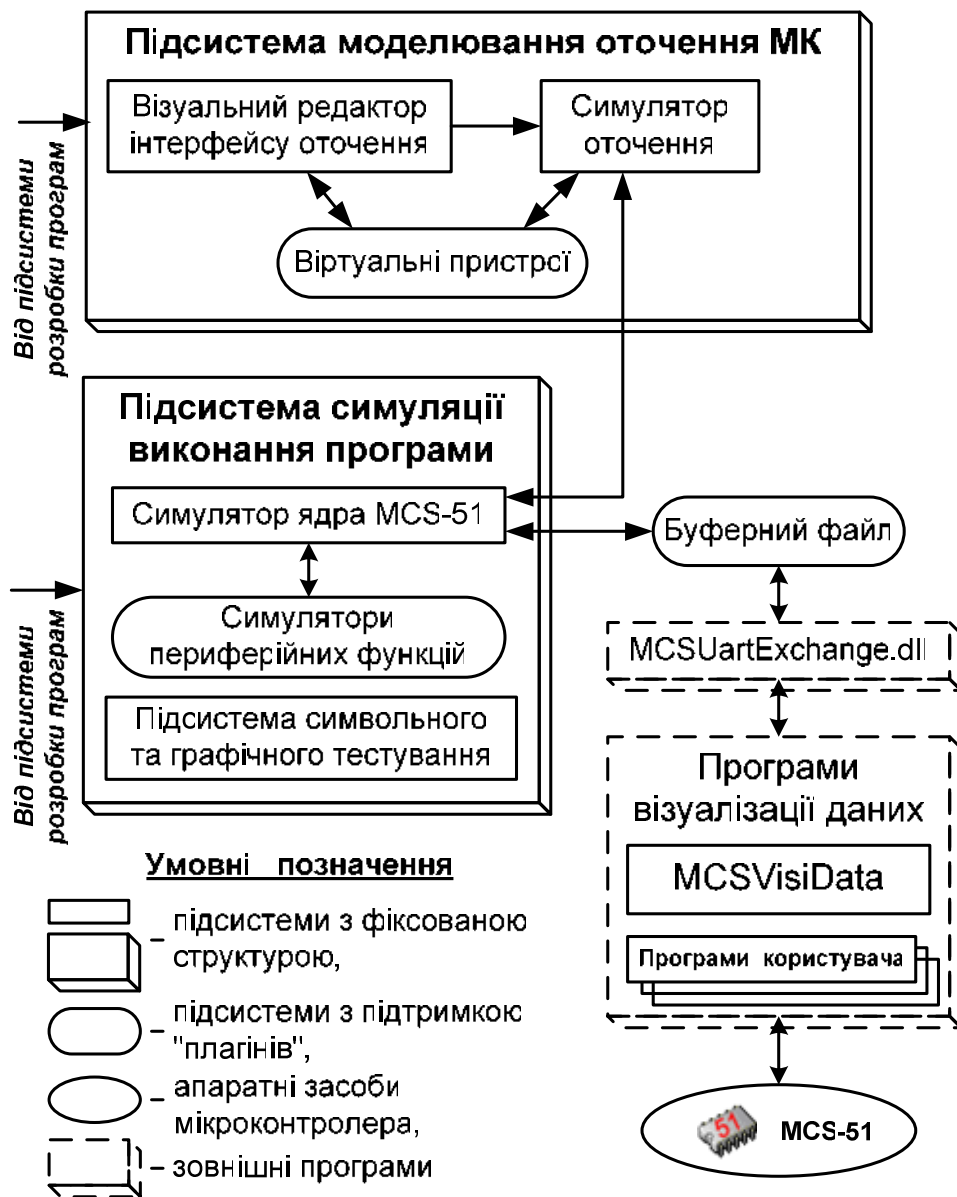 Підсистема моделювання оточення МК
Візуальний редактор
інтерфейсу оточення
Симулятор
оточення
Віртуальні пристрої
Від підсистеми
розробки програм
Підсистема симуляції
виконання програми
Симулятор ядра MCS-51
Симулятори
периферійних функцій
Підсистема символьного
та графічного тестування
Від підсистеми
розробки програм
Буферний файл
MCSUartExchange.dll
Програми
візуалізації даних
MCSVisiData
Програми користувача
51
MCS-51
Умовні позначення
– підсистеми з фіксованою
структурою,
– підсистеми з підтримкою
"плагінів",
– апаратні засоби
мікроконтролера,
– зовнішні програми